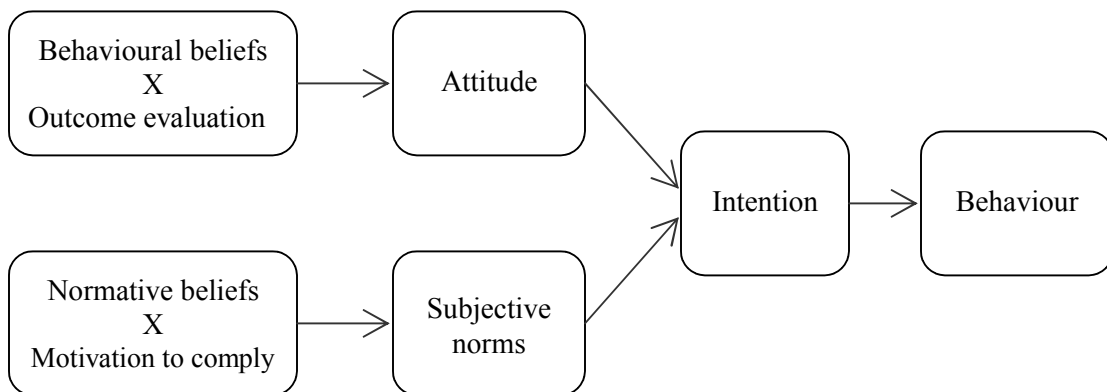 Behavioural beliefs
X
Outcome evaluation
Attitude
Intention
Behaviour
Normative beliefs
X
Motivation to comply
Subjective
norms